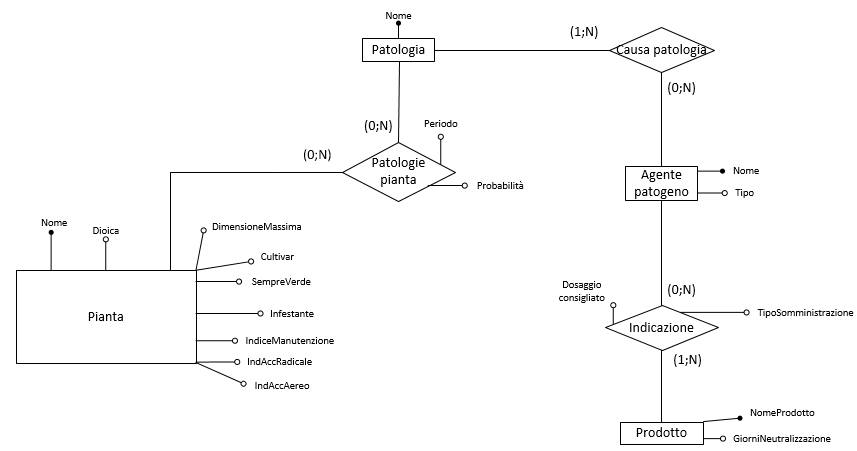 Nome
Patologia
(1;N)
Causa patologia
(0;N)
(0;N)
Periodo
(0;N)
Patologie
pianta
Probabilità
Agente
patogeno
Nome
Tipo
Nome
Dioica
DimensioneMassima
Cultivar
SempreVerde
Pianta
Infestante
IndiceManutenzione
IndAccRadicale
IndAccAereo
Dosaggio
consigliato
(0;N)
TipoSomministrazione
Indicazione
(1;N)
NomeProdotto
Prodotto
GiorniNeutralizzazione